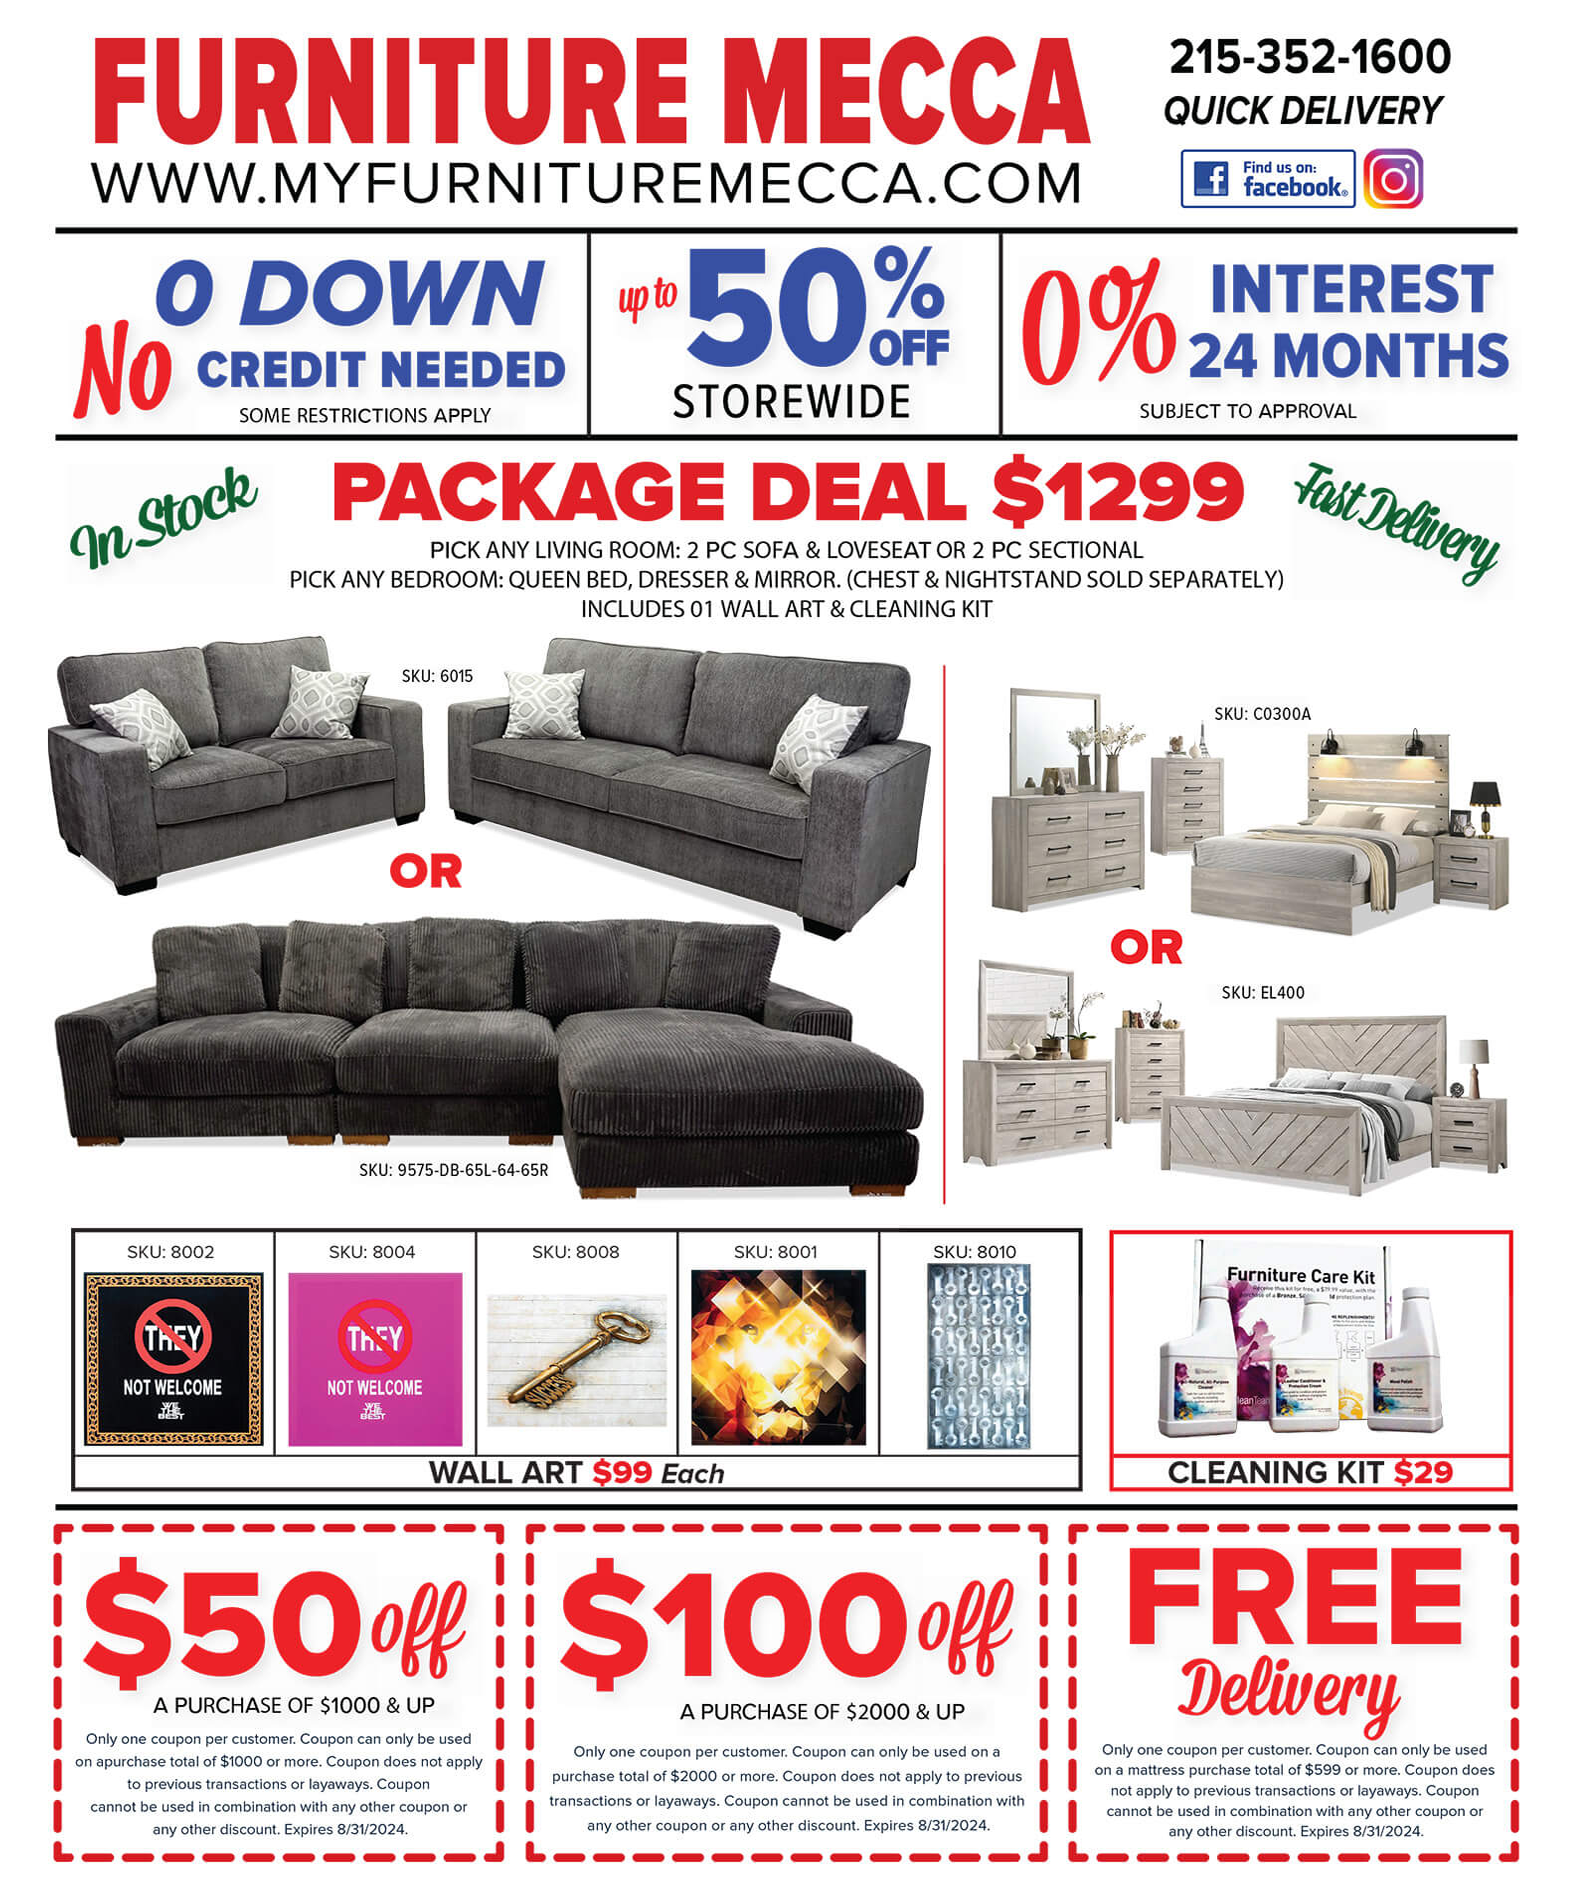 FURNITURE MECCA
WWW.MYFURNITUREMECCA.COM
215-352-1600
QUICK DELIVERY
Find us on:
facebook®
0 DOWN
No CREDIT NEEDED
SOME RESTRICTIONS APPLY
up to 50% OFF
STOREWIDE
0% INTEREST
24 MONTHS
SUBJECT TO APPROVAL
In Stock
PACKAGE DEAL $1299
Fast Delivery
PICK ANY LIVING ROOM: 2 PC SOFA & LOVESEAT OR 2 PC SECTIONAL
PICK ANY BEDROOM: QUEEN BED, DRESSER & MIRROR. (CHEST & NIGHTSTAND SOLD SEPARATELY)
INCLUDES 01 WALL ART & CLEANING KIT
SKU: 6015
OR
SKU: 9575-DB-65L-64-65R
SKU: C0300A
OR
SKU: EL400
SKU: 8002
THEY
NOT WELCOME
WE
THE
BEST
SKU: 8004
THEY
NOT WELCOME
WE
THE
BEST
SKU: 8008
SUCCESS
SKU: 8001
SKU: 8010
WALL ART $99 Each
Furniture Care Kit
CLEANING KIT $29
$50 off
A PURCHASE OF $1000 & UP
Only one coupon per customer. Coupon can only be used
on apurchase total of $1000 or more. Coupon does not apply
to previous transactions or layaways. Coupon
cannot be used in combination with any other coupon or
any other discount. Expires 8/31/2024.
$100 off
A PURCHASE OF $2000 & UP
Only one coupon per customer. Coupon can only be used on a
purchase total of $2000 or more. Coupon does not apply to previous
transactions or layaways. Coupon cannot be used in combination with
any other coupon or any other discount. Expires 8/31/2024.
FREE
Delivery
Only one coupon per customer. Coupon can only be used
on a mattress purchase total of $599 or more. Coupon does
not apply to previous transactions or layaways. Coupon
cannot be used in combination with any other coupon or
any other discount. Expires 8/31/2024.